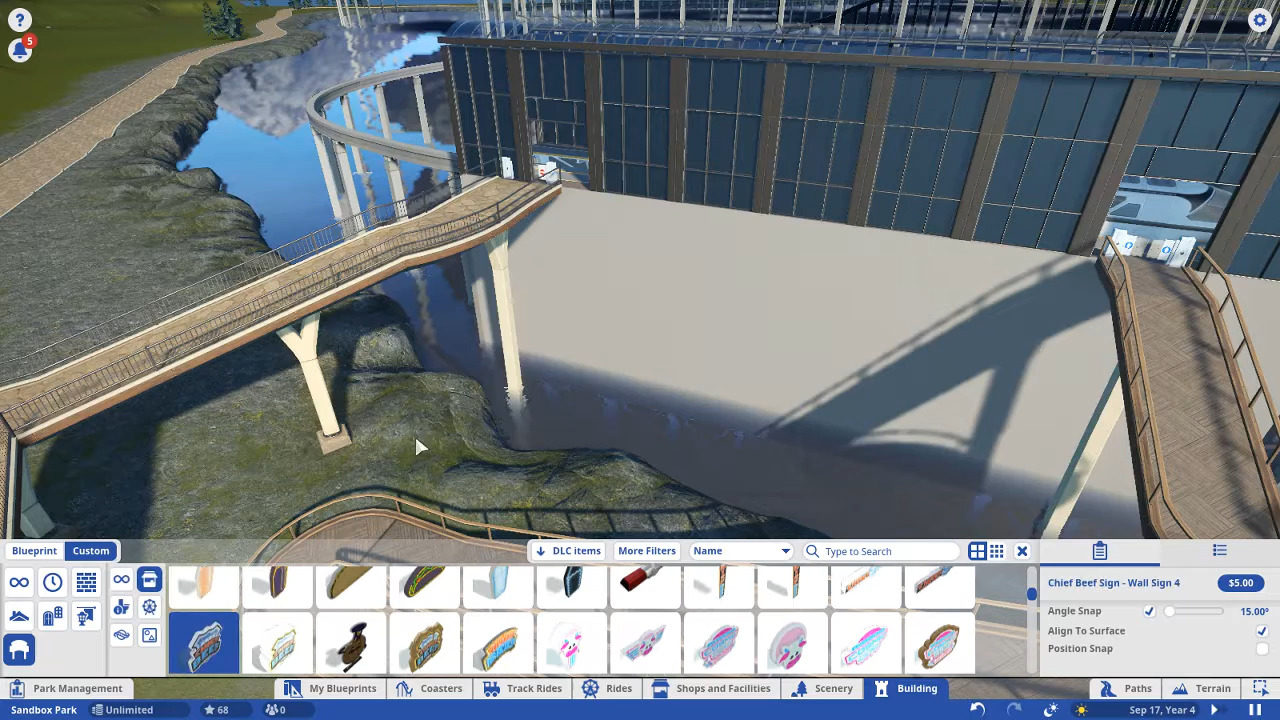 ?
5
Blueprint Custom DLC items More Filters Name Type to Search
Chief Beef Sign - Wall Sign 4 $5.00
Angle Snap 15.00°
Align To Surface
Position Snap
Park Management My Blueprints Coasters Track Rides Rides Shops and Facilities Scenery Building Paths Terrain
Sandbox Park Unlimited 68 0 Sep 17, Year 4